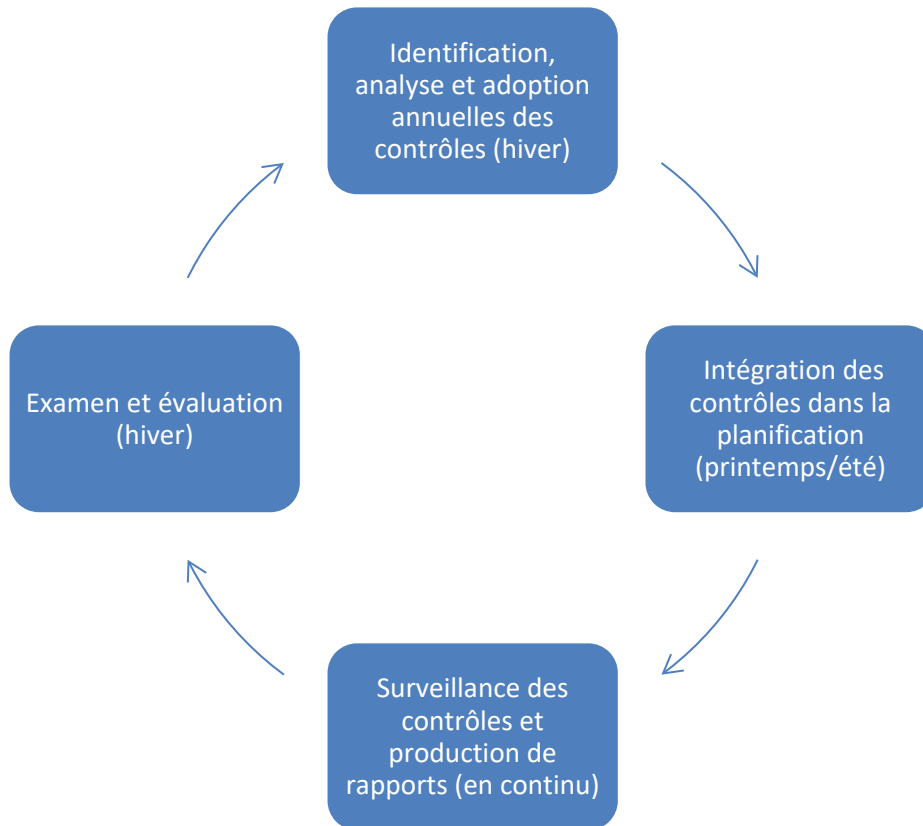 Identification,
analyse et adoption
annuelles des
contrôles (hiver)
Intégration des
contrôles dans la
planification
(printemps/été)
Surveillance des
contrôles et
production de
rapports (en continu)
Examen et évaluation
(hiver)